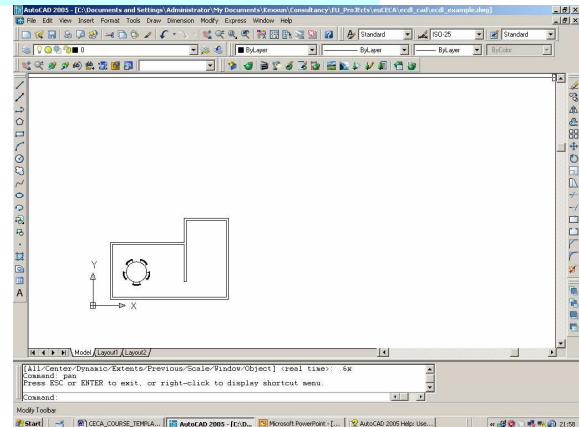 AutoCAD 2005 - [C:\Documents and Settings\Administrator\My Documents\Kenxun\Consultancy\EU_Projects\euCECA\ecdl_cad\ecdl_example.dwg]
File Edit View Insert Format Tools Draw Dimension Modify Express Window Help
Standard ISO-25 Standard
0 ByLayer ByLayer ByLayer ByColor
Y
X
Model Layout1 Layout2
[All/Center/Dynamic/Extents/Previous/Scale/Window/Object] <real time>: .6x
Command: pan
Press ESC or ENTER to exit, or right-click to display shortcut menu.
Command:
Modify Toolbar
Start CECA_COURSE_TEMPLA... AutoCAD 2005 - [C:\D... Microsoft PowerPoint - [... AutoCAD 2005 Help: Use... 21:58